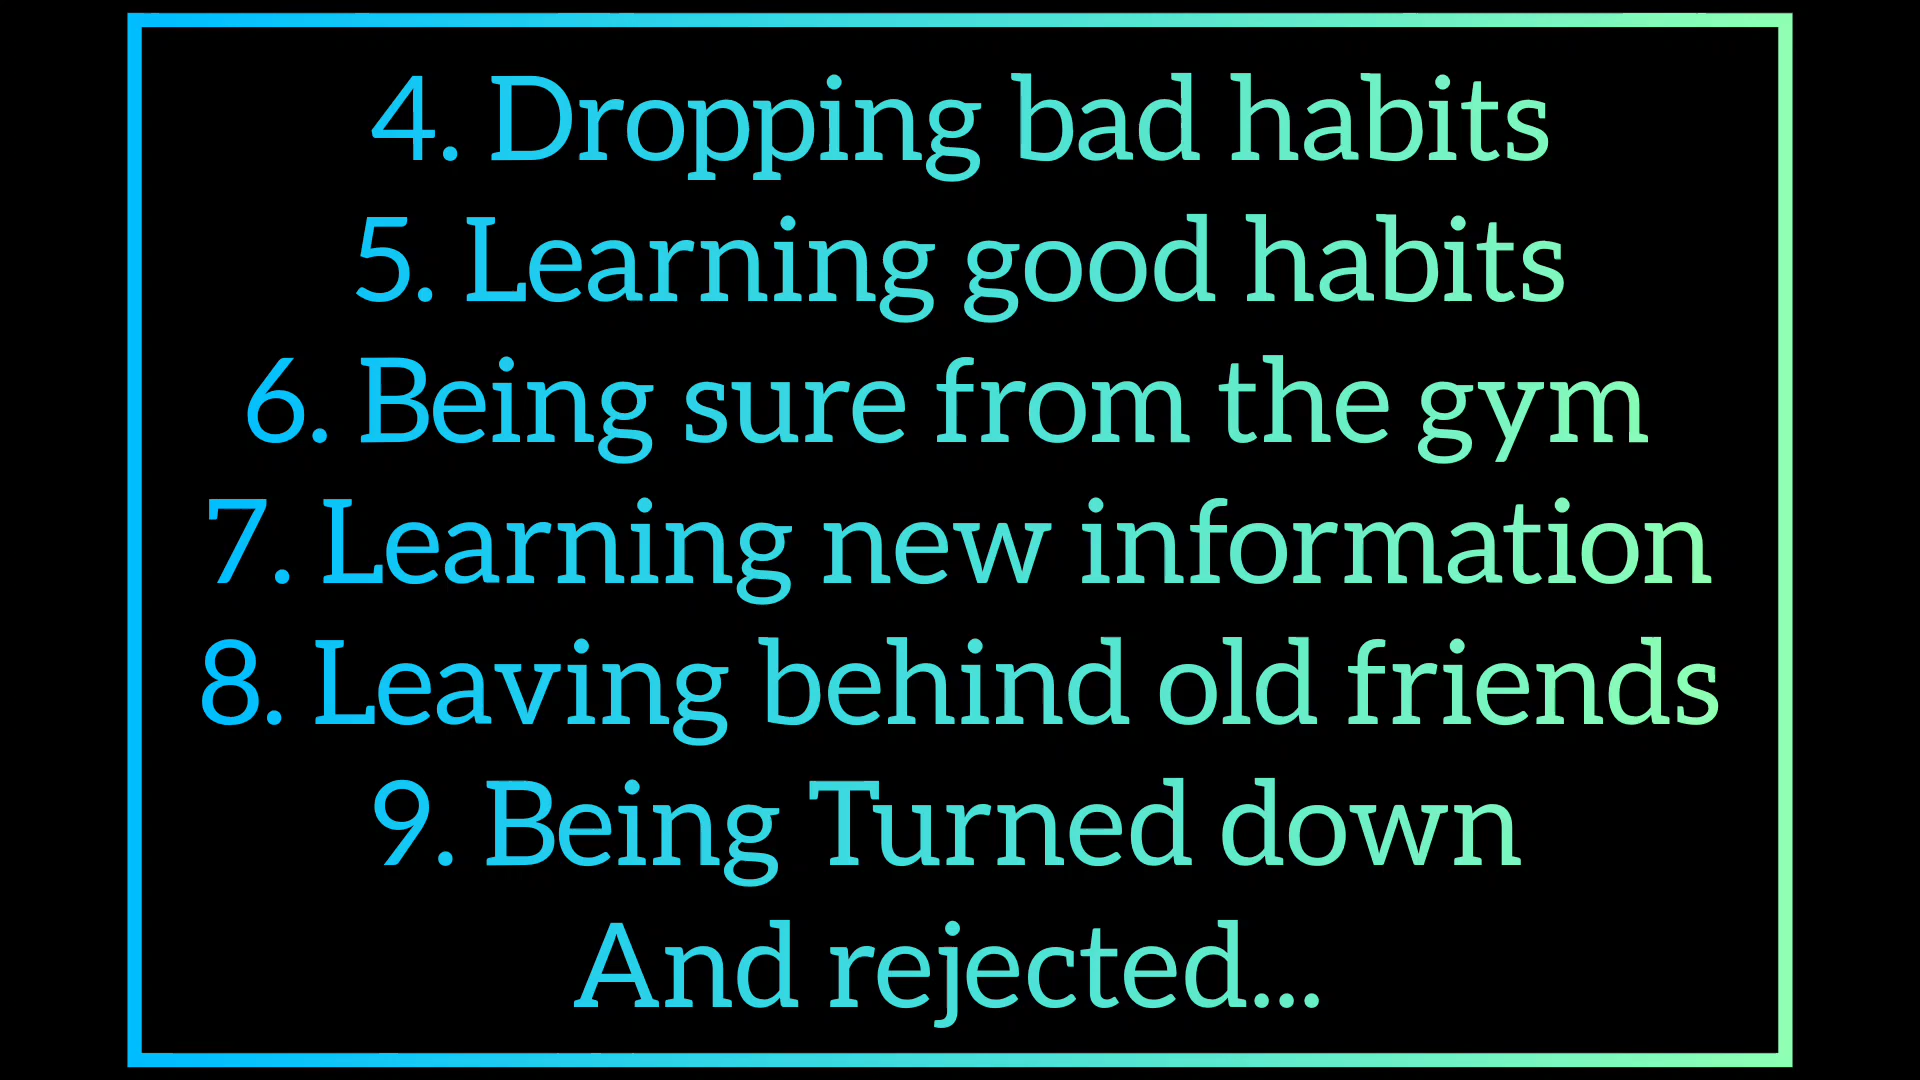 4. Dropping bad habits
5. Learning good habits
6. Being sure from the gym
7. Learning new information
8. Leaving behind old friends
9. Being Turned down
And rejected...